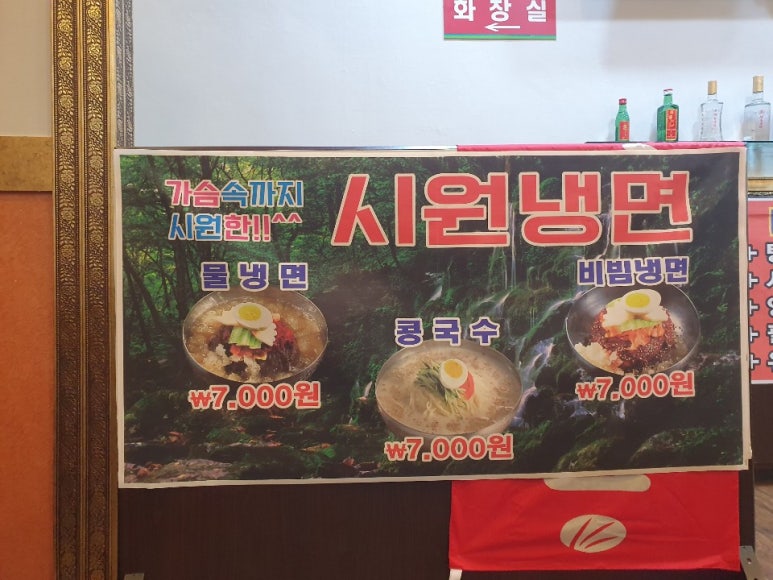 화장실
←
가슴속까지
시원한!!^^
시원냉면
물냉면
₩7.000원
콩국수
₩7.000원
비빔냉면
₩7.000원